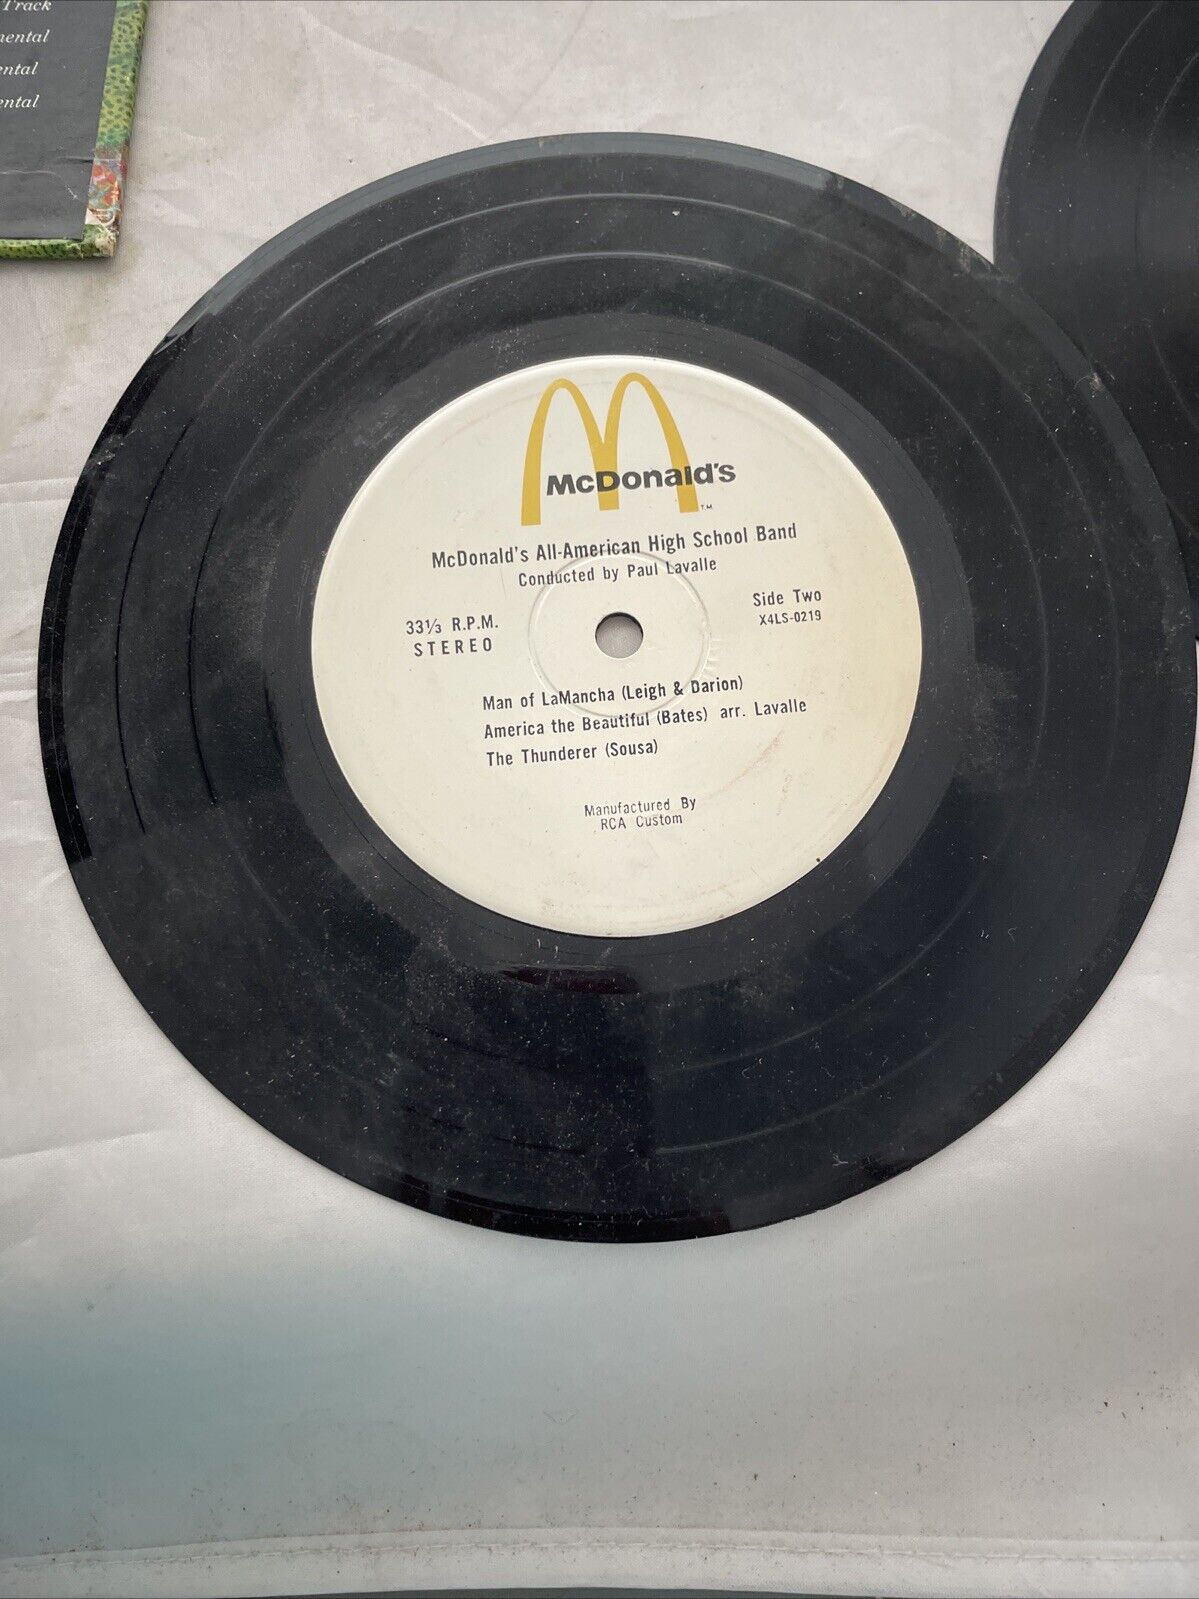 Track
mental
ental
ental
McDonald's
T.M.
McDonald's All-American High School Band
Conducted by Paul Lavalle
33⅓ R.P.M.
STEREO
Side Two
X4LS-0219
Man of LaMancha (Leigh & Darion)
America the Beautiful (Bates) arr. Lavalle
The Thunderer (Sousa)
Manufactured By
RCA Custom